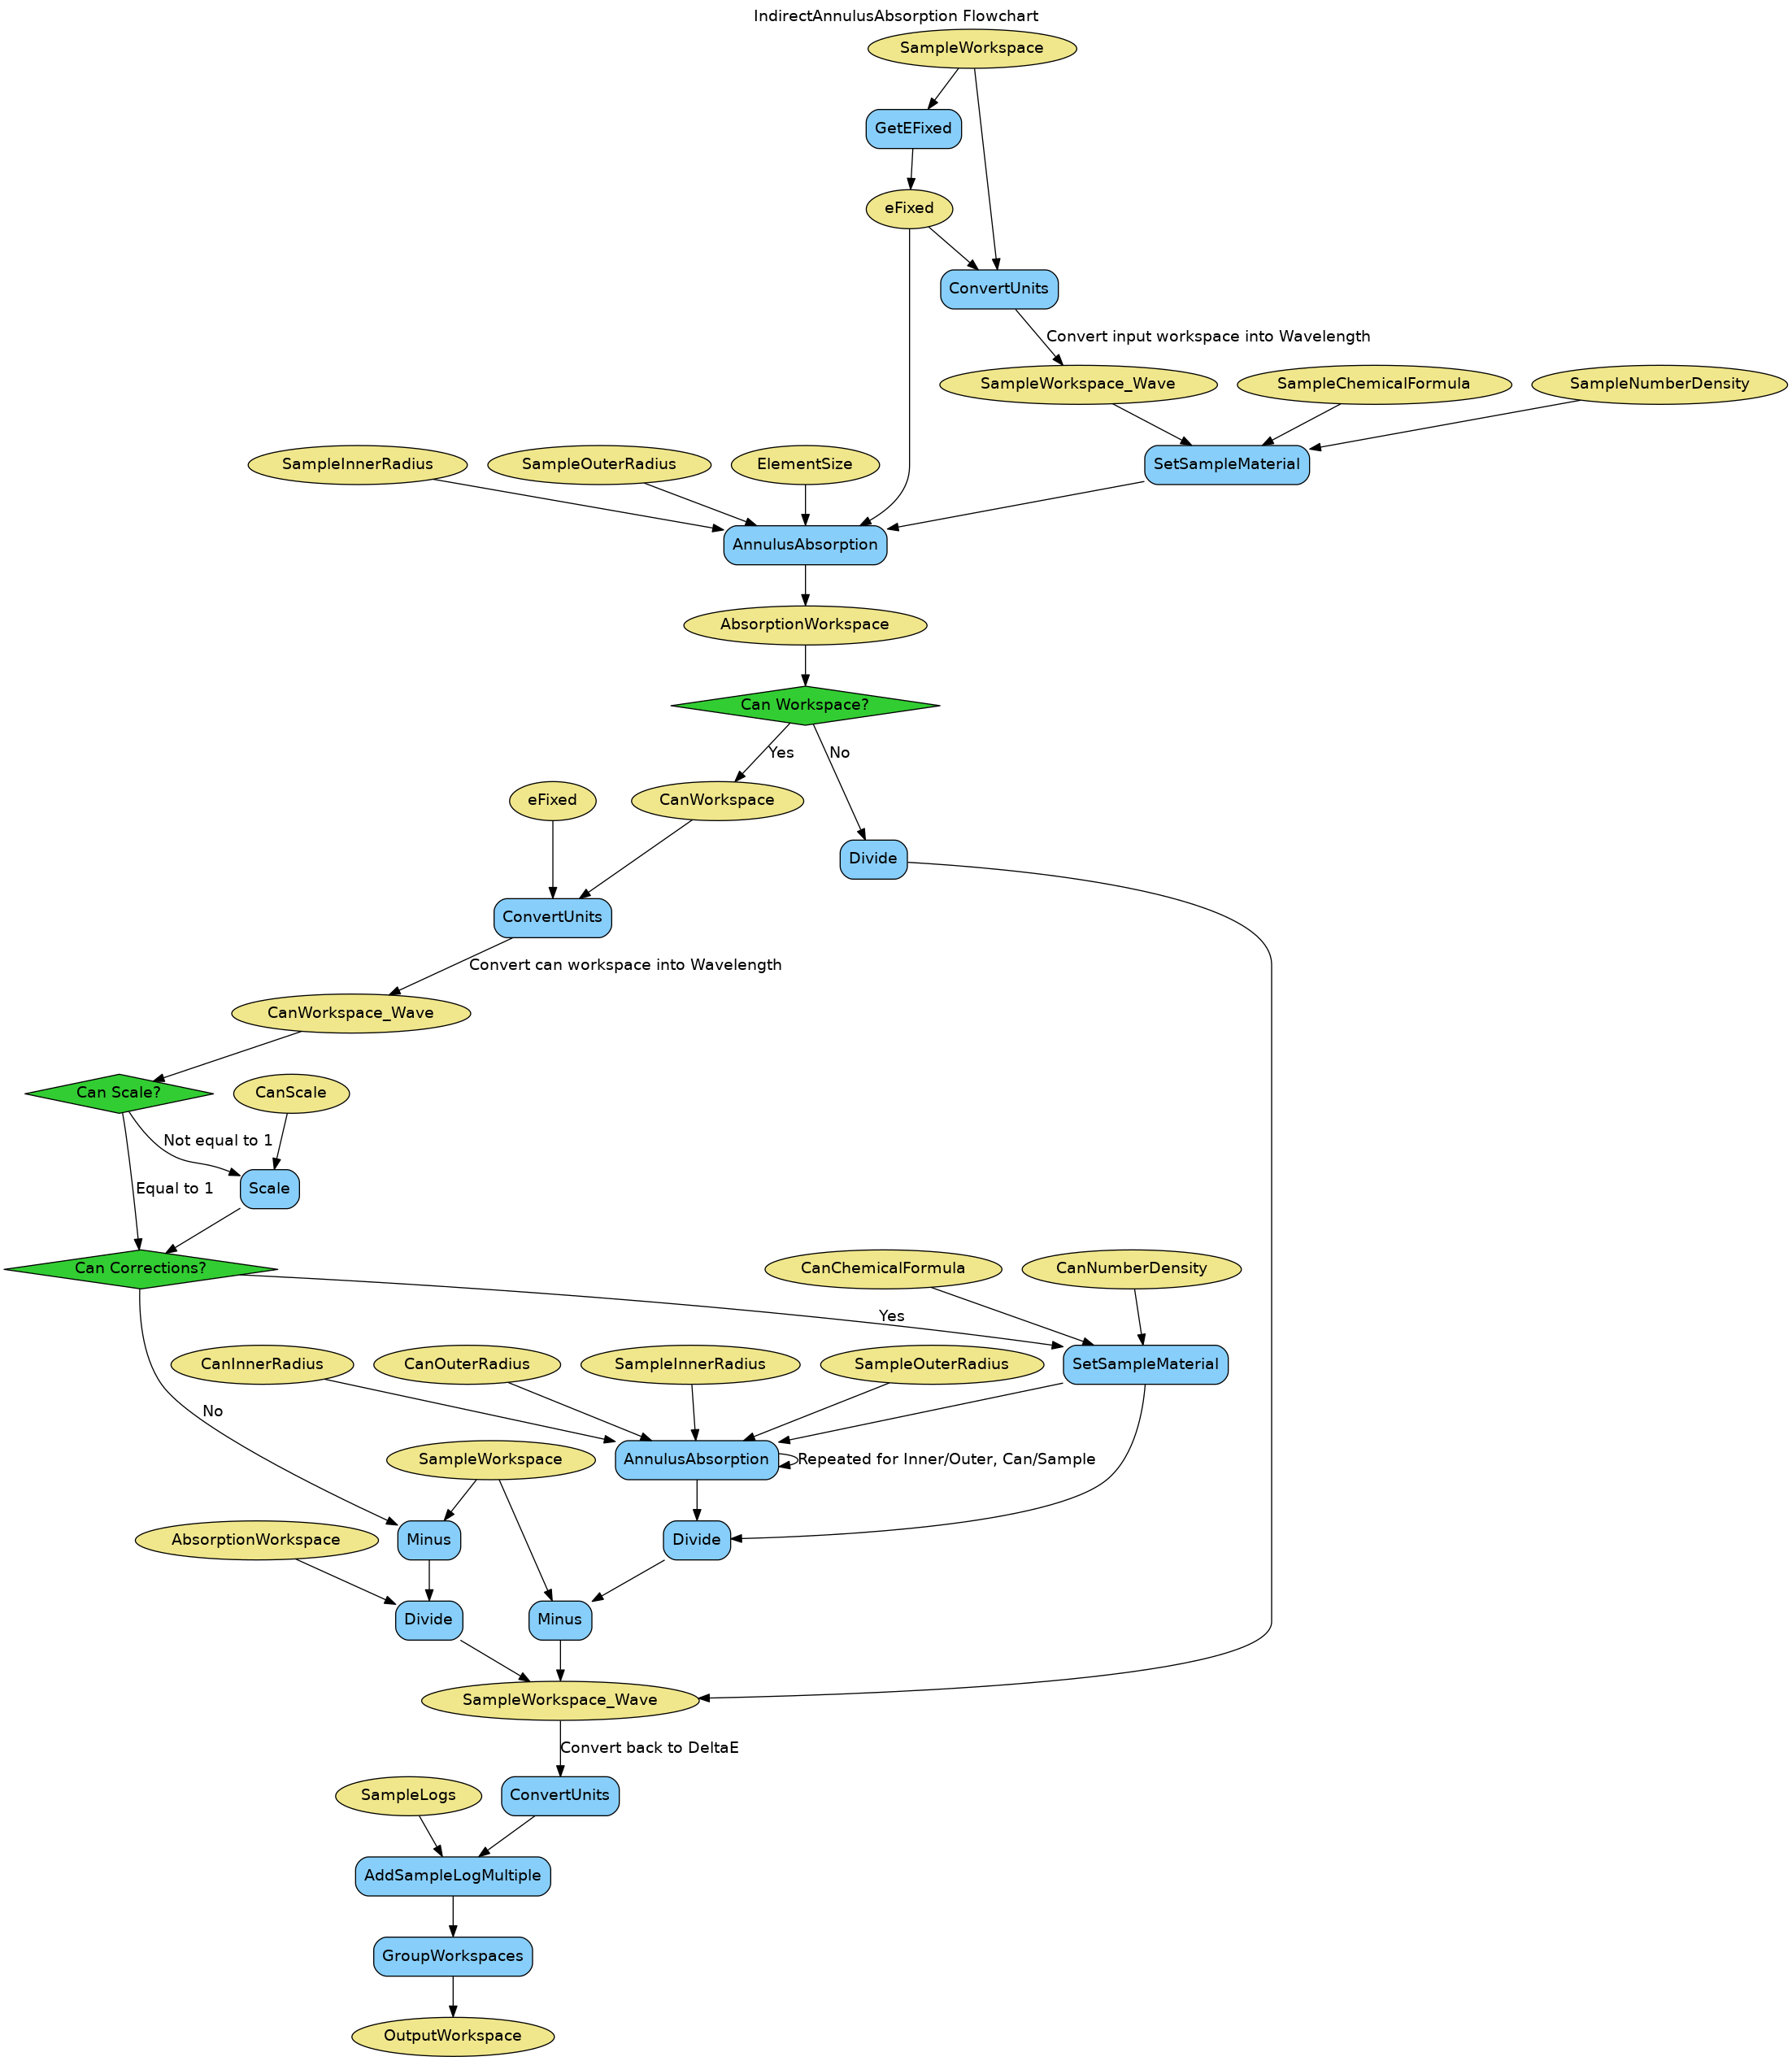 IndirectAnnulusAbsorption Flowchart
SampleWorkspace
GetEFixed
eFixed
ConvertUnits
Convert input workspace into Wavelength
SampleWorkspace_Wave
SampleChemicalFormula
SampleNumberDensity
SampleInnerRadius
SampleOuterRadius
ElementSize
SetSampleMaterial
AnnulusAbsorption
AbsorptionWorkspace
Can Workspace?
Yes
No
eFixed
CanWorkspace
Divide
ConvertUnits
Convert can workspace into Wavelength
CanWorkspace_Wave
Can Scale?
CanScale
Not equal to 1
Equal to 1
Scale
Can Corrections?
CanChemicalFormula
CanNumberDensity
Yes
CanInnerRadius
CanOuterRadius
SampleInnerRadius
SampleOuterRadius
SetSampleMaterial
No
SampleWorkspace
AnnulusAbsorption
Repeated for Inner/Outer, Can/Sample
AbsorptionWorkspace
Minus
Divide
Divide
Minus
SampleWorkspace_Wave
Convert back to DeltaE
SampleLogs
ConvertUnits
AddSampleLogMultiple
GroupWorkspaces
OutputWorkspace